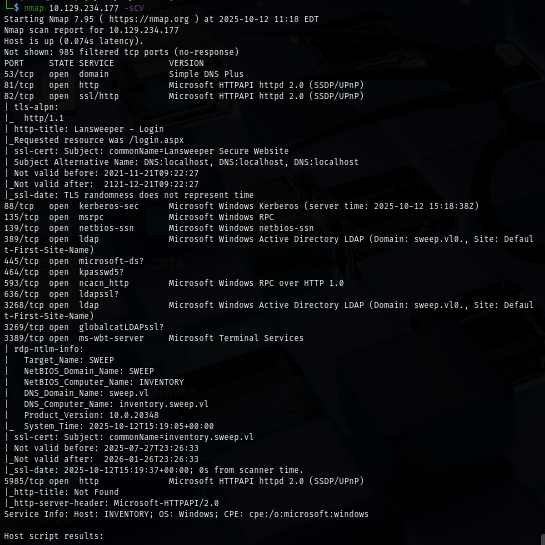 └─$ nmap 10.129.234.177 -sCV
Starting Nmap 7.95 ( https://nmap.org ) at 2025-10-12 11:18 EDT
Nmap scan report for 10.129.234.177
Host is up (0.074s latency).
Not shown: 985 filtered tcp ports (no-response)
PORT     STATE SERVICE       VERSION
53/tcp   open  domain        Simple DNS Plus
81/tcp   open  http          Microsoft HTTPAPI httpd 2.0 (SSDP/UPnP)
82/tcp   open  ssl/http      Microsoft HTTPAPI httpd 2.0 (SSDP/UPnP)
| tls-alpn:
|_  http/1.1
| http-title: Lansweeper - Login
|_Requested resource was /login.aspx
| ssl-cert: Subject: commonName=Lansweeper Secure Website
| Subject Alternative Name: DNS:localhost, DNS:localhost, DNS:localhost
| Not valid before: 2021-11-21T09:22:27
|_Not valid after:  2121-12-21T09:22:27
|_ssl-date: TLS randomness does not represent time
88/tcp   open  kerberos-sec  Microsoft Windows Kerberos (server time: 2025-10-12 15:18:38Z)
135/tcp  open  msrpc         Microsoft Windows RPC
139/tcp  open  netbios-ssn   Microsoft Windows netbios-ssn
389/tcp  open  ldap          Microsoft Windows Active Directory LDAP (Domain: sweep.vl0., Site: Defaul
t-First-Site-Name)
445/tcp  open  microsoft-ds?
464/tcp  open  kpasswd5?
593/tcp  open  ncacn_http    Microsoft Windows RPC over HTTP 1.0
636/tcp  open  ldapssl?
3268/tcp open  ldap          Microsoft Windows Active Directory LDAP (Domain: sweep.vl0., Site: Defaul
t-First-Site-Name)
3269/tcp open  globalcatLDAPssl?
3389/tcp open  ms-wbt-server Microsoft Terminal Services
| rdp-ntlm-info:
|   Target_Name: SWEEP
|   NetBIOS_Domain_Name: SWEEP
|   NetBIOS_Computer_Name: INVENTORY
|   DNS_Domain_Name: sweep.vl
|   DNS_Computer_Name: inventory.sweep.vl
|   Product_Version: 10.0.20348
|_  System_Time: 2025-10-12T15:19:05+00:00
| ssl-cert: Subject: commonName=inventory.sweep.vl
| Not valid before: 2025-07-27T23:26:33
|_Not valid after:  2026-01-26T23:26:33
|_ssl-date: 2025-10-12T15:19:37+00:00; 0s from scanner time.
5985/tcp open  http          Microsoft HTTPAPI httpd 2.0 (SSDP/UPnP)
|_http-title: Not Found
|_http-server-header: Microsoft-HTTPAPI/2.0
Service Info: Host: INVENTORY; OS: Windows; CPE: cpe:/o:microsoft:windows

Host script results:
CRTA